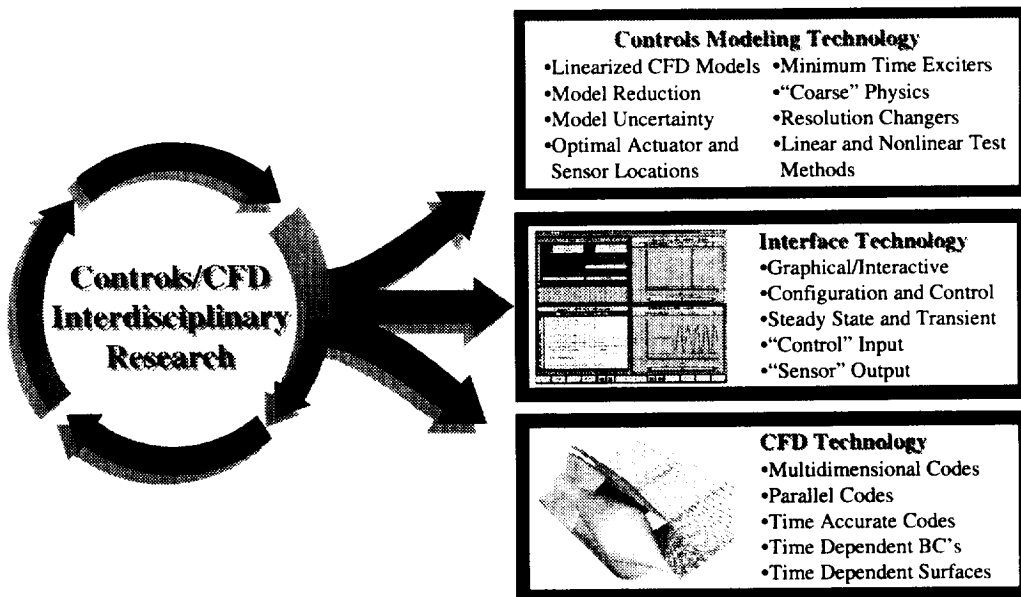 Controls/CFD
Interdisciplinary
Research
Controls Modeling Technology
•Linearized CFD Models
•Model Reduction
•Model Uncertainty
•Optimal Actuator and
Sensor Locations
•Minimum Time Exciters
•“Coarse” Physics
•Resolution Changers
•Linear and Nonlinear Test
Methods
Interface Technology
•Graphical/Interactive
•Configuration and Control
•Steady State and Transient
•“Control” Input
•“Sensor” Output
CFD Technology
•Multidimensional Codes
•Parallel Codes
•Time Accurate Codes
•Time Dependent BC's
•Time Dependent Surfaces